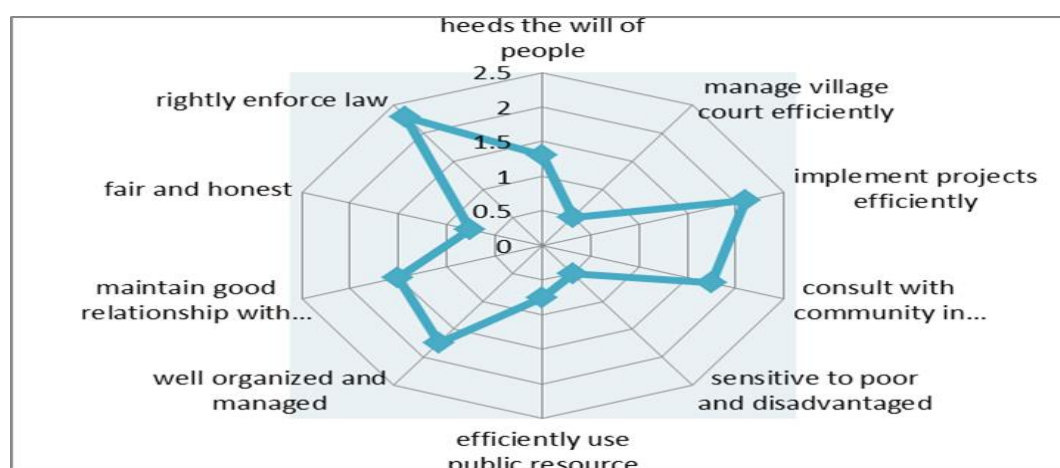 heeds the will of
people
2.5
2
1.5
1
0.5
0
manage village
court efficiently
implement projects
efficiently
consult with
community in...
sensitive to poor
and disadvantaged
efficiently use
public resource
well organized and
managed
maintain good
relationship with...
fair and honest
rightly enforce law